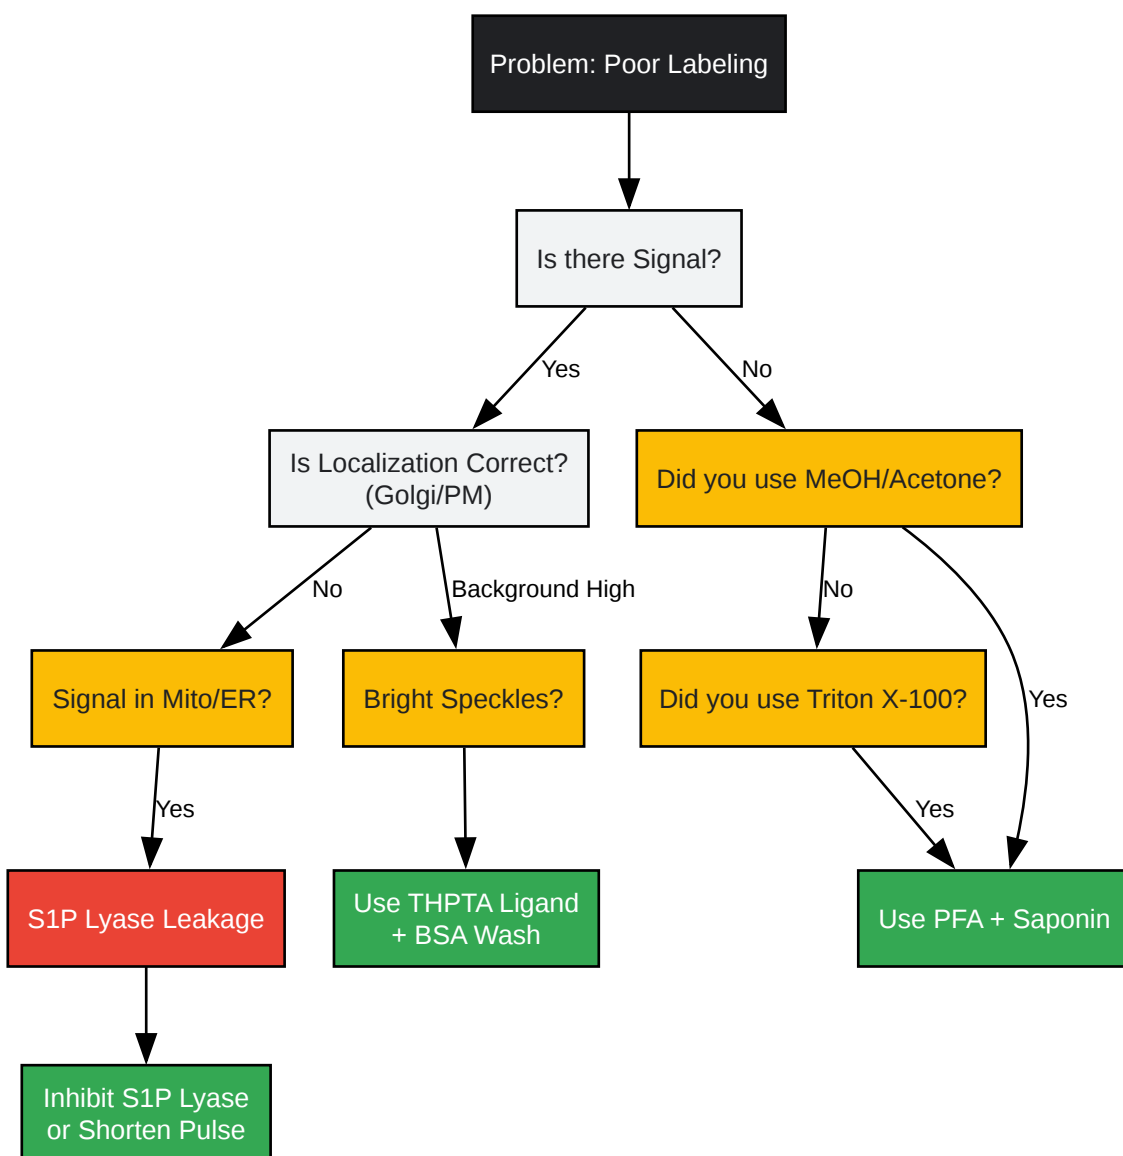 Problem: Poor Labeling
Is there Signal?
Yes
No
Is Localization Correct?
(Golgi/PM)
Did you use MeOH/Acetone?
No
Background High
No
Yes
Signal in Mito/ER?
Bright Speckles?
Did you use Triton X-100?
Yes
Yes
S1P Lyase Leakage
Use THPTA Ligand
+ BSA Wash
Use PFA + Saponin
Inhibit S1P Lyase
or Shorten Pulse